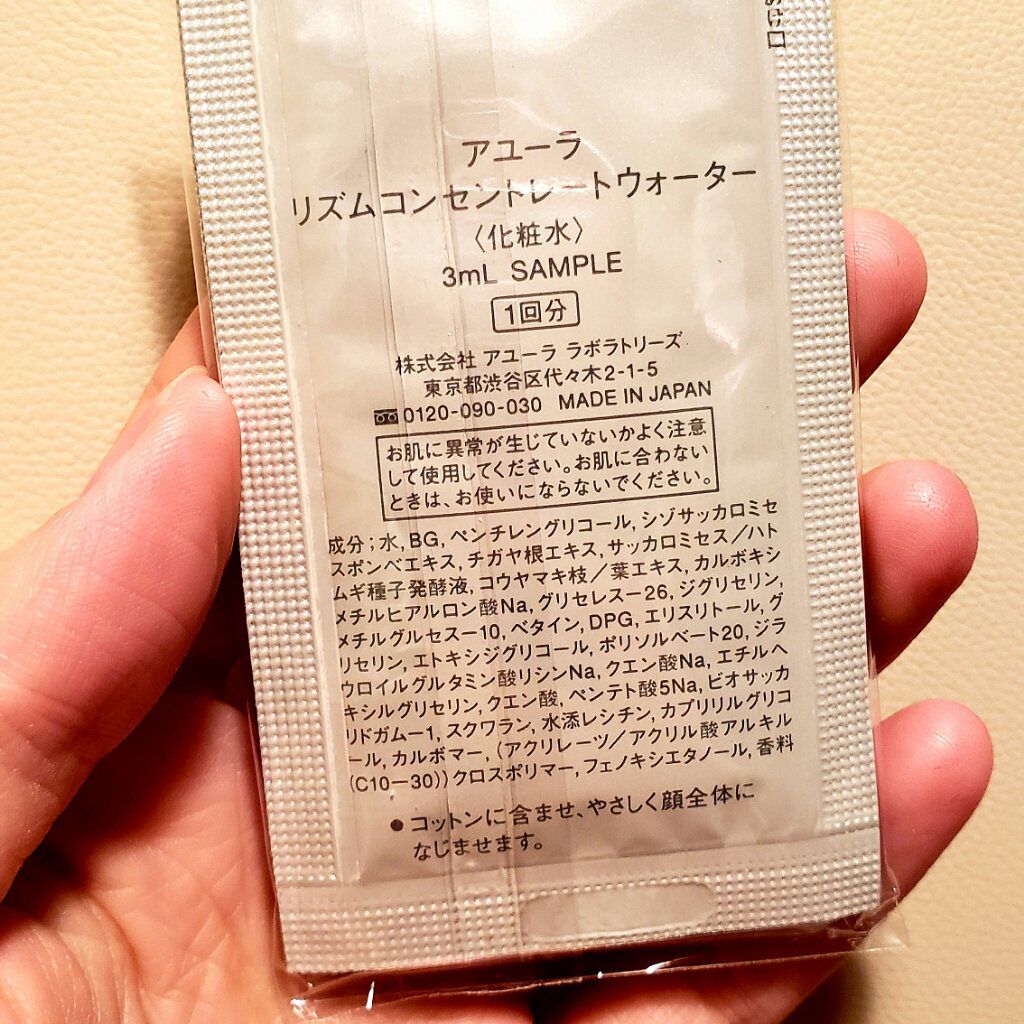 アユーラ
リズムコンセントレートウォーター
〈化粧水〉
3mL SAMPLE
1回分
株式会社 アユーラ ラボラトリーズ
東京都渋谷区代々木2-1-5
0120-090-030 MADE IN JAPAN
お肌に異常が生じていないかよく注意
して使用してください。お肌に合わない
ときは、お使いにならないでください。
成分；水, BG, ペンチレングリコール, シゾサッカロミセ
スポンベエキス, チガヤ根エキス, サッカロミセス／ハト
ムギ種子発酵液, コウヤマキ枝／葉エキス, カルボキシ
メチルヒアルロン酸Na, グリセレスー26, ジグリセリン,
メチルグルセスー10, ベタイン, DPG, エリスリトール, グ
リセリン, エトキシジグリコール, ポリソルベート20, ジラ
ウロイルグルタミン酸リシンNa, クエン酸Na, エチルヘ
キシルグリセリン, クエン酸, ペンテト酸5Na, ビオサッカ
リドガムー1, スクワラン, 水添レシチン, カプリリルグリコ
ール, カルボマー, (アクリレーツ／アクリル酸アルキル
(C10ー30))クロスポリマー, フェノキシエタノール, 香料
●コットンに含ませ、やさしく顔全体に
なじませます。